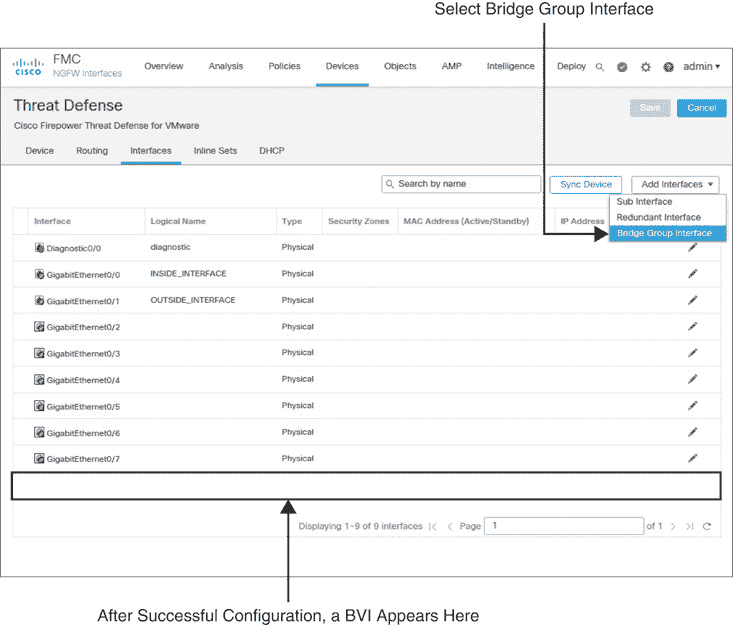 Select Bridge Group Interface
CISCO
FMC
NGFW Interfaces
Overview Analysis Policies Devices Objects AMP Intelligence Deploy admin
Threat Defense
Save Cancel
Cisco Firepower Threat Defense for VMware
Device Routing Interfaces Inline Sets DHCP
Search by name Sync Device Add Interfaces
Sub Interface
Redundant Interface
Bridge Group Interface
Interface Logical Name Type Security Zones MAC Address (Active/Standby) IP Address
Diagnostic0/0 diagnostic Physical
GigabitEthernet0/0 INSIDE_INTERFACE Physical
GigabitEthernet0/1 OUTSIDE_INTERFACE Physical
GigabitEthernet0/2 Physical
GigabitEthernet0/3 Physical
GigabitEthernet0/4 Physical
GigabitEthernet0/5 Physical
GigabitEthernet0/6 Physical
GigabitEthernet0/7 Physical
Displaying 1-9 of 9 interfaces Page 1 of 1
After Successful Configuration, a BVI Appears Here